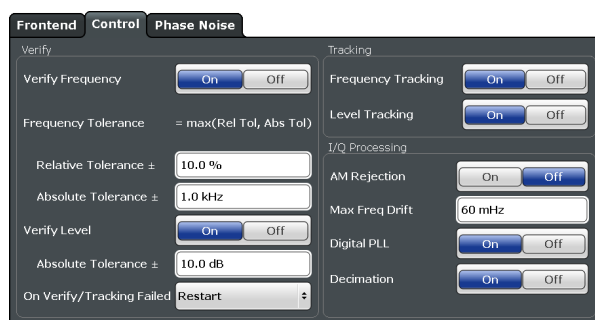 Frontend Control Phase Noise
Verify
Verify Frequency On Off
Frequency Tolerance = max(Rel Tol, Abs Tol)
Relative Tolerance ± 10.0 %
Absolute Tolerance ± 1.0 kHz
Verify Level On Off
Absolute Tolerance ± 10.0 dB
On Verify/Tracking Failed Restart
Tracking
Frequency Tracking On Off
Level Tracking On Off
I/Q Processing
AM Rejection On Off
Max Freq Drift 60 mHz
Digital PLL On Off
Decimation On Off